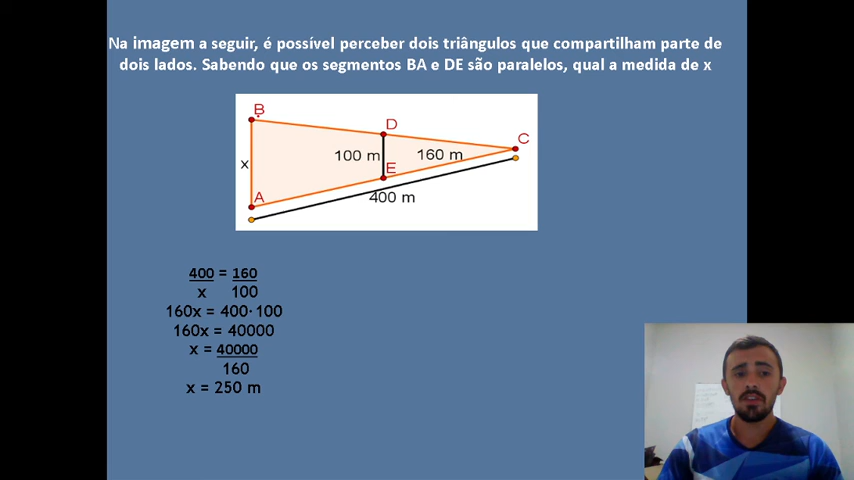 Na imagem a seguir, é possível perceber dois triângulos que compartilham parte de
dois lados. Sabendo que os segmentos BA e DE são paralelos, qual a medida de x
B
D
C
100 m
160 m
x
E
A
400 m
400 = 160
x 100
160x = 400·100
160x = 40000
x = 40000
160
x = 250 m